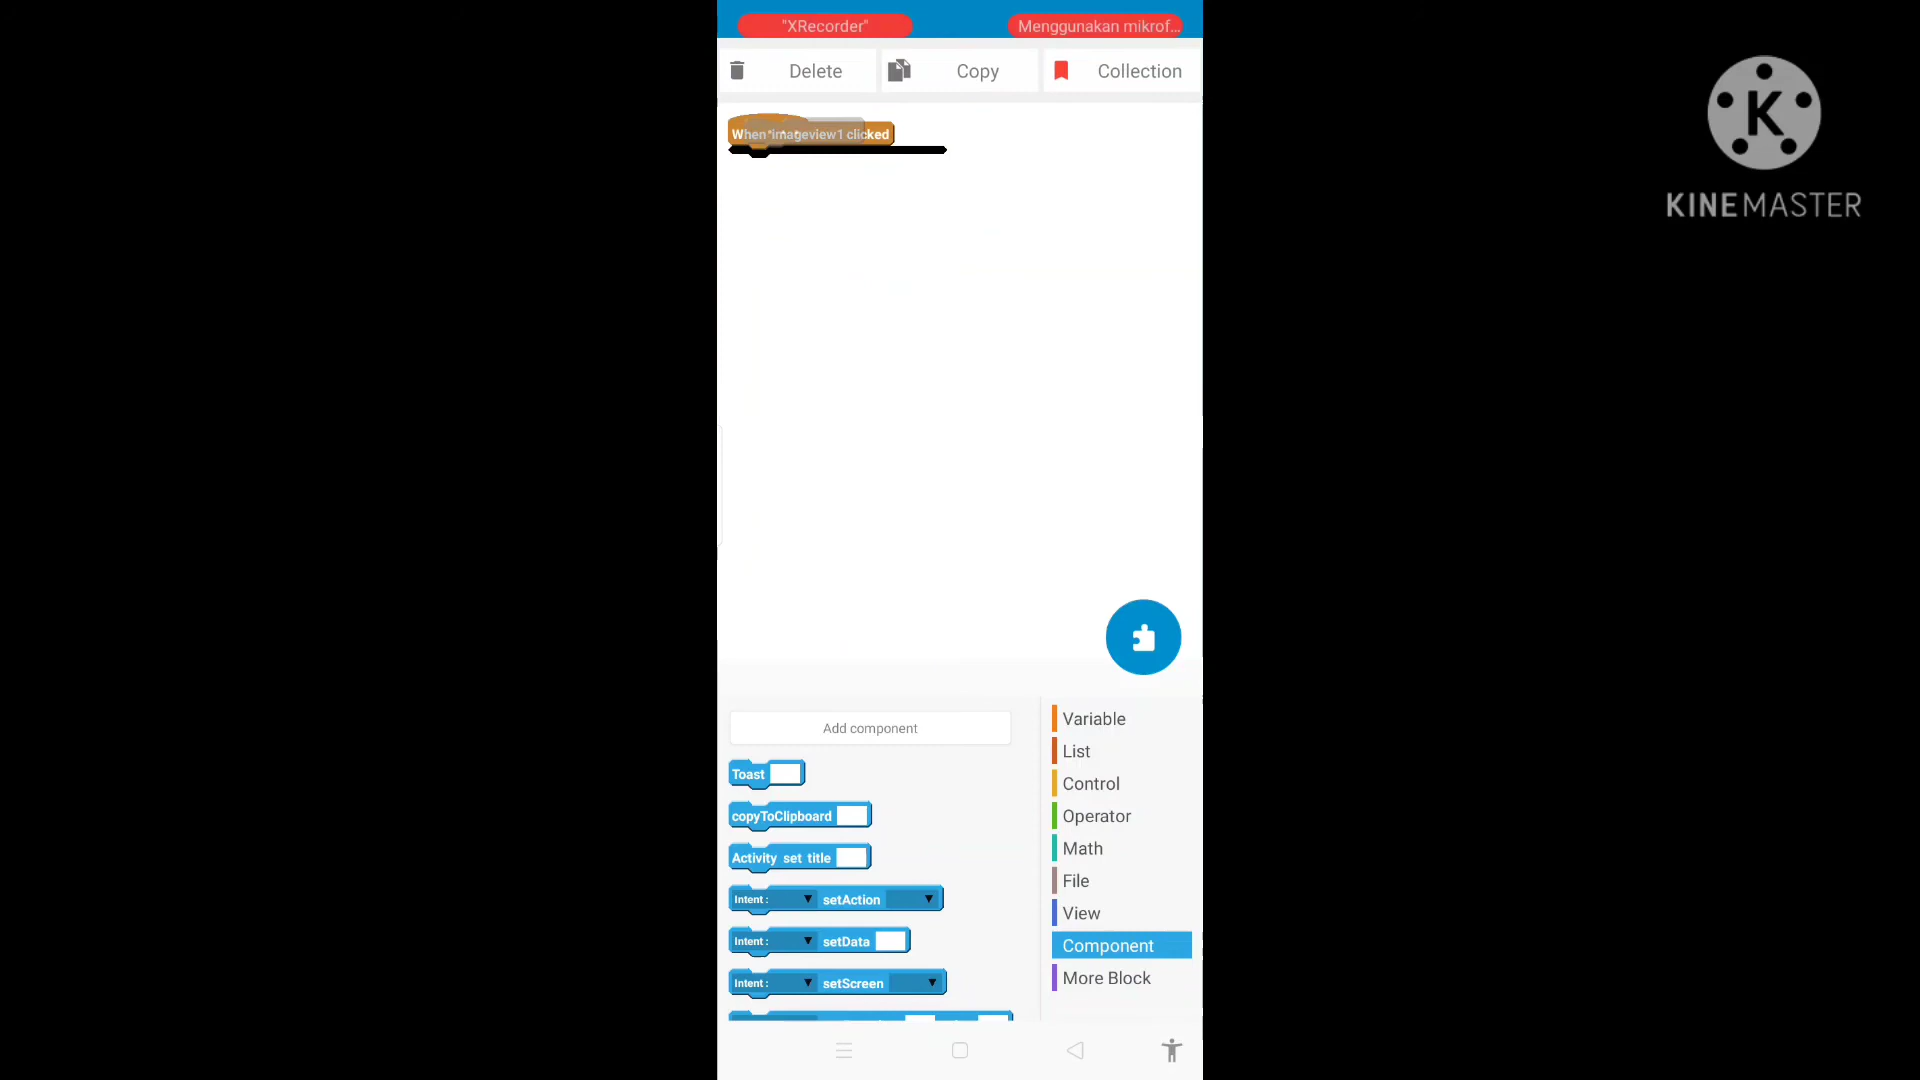 "XRecorder" Menggunakan mikrof...
Delete Copy Collection
When imageview1 clicked
KINEMASTER
Add component
Toast
copyToClipboard
Activity set title
Intent : setAction
Intent : setData
Intent : setScreen
Variable
List
Control
Operator
Math
File
View
Component
More Block